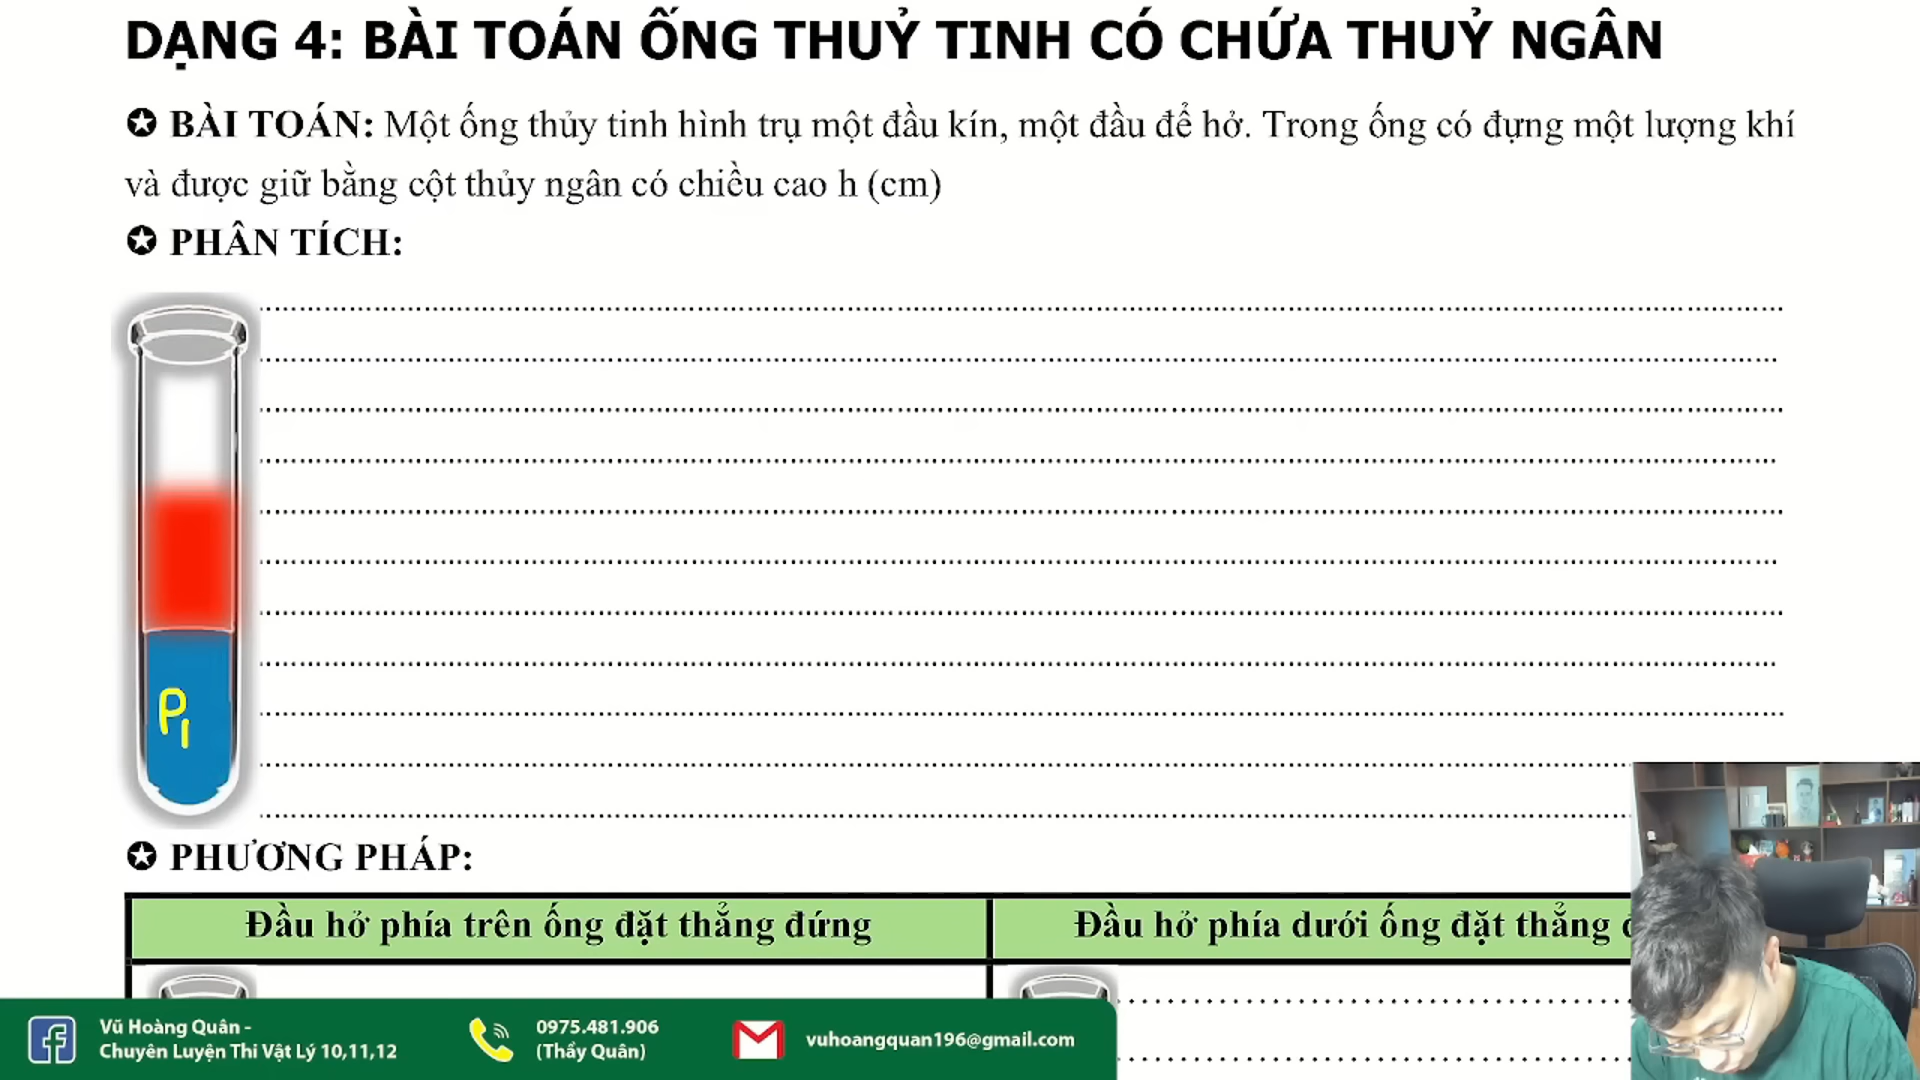 DẠNG 4: BÀI TOÁN ỐNG THUỶ TINH CÓ CHỨA THUỶ NGÂN
✪ BÀI TOÁN: Một ống thủy tinh hình trụ một đầu kín, một đầu để hở. Trong ống có đựng một lượng khí
và được giữ bằng cột thủy ngân có chiều cao h (cm)
✪ PHÂN TÍCH:
P1
✪ PHƯƠNG PHÁP:
Đầu hở phía trên ống đặt thẳng đứng
Đầu hở phía dưới ống đặt thẳng
Vũ Hoàng Quân -
Chuyên Luyện Thi Vật Lý 10,11,12
0975.481.906
(Thầy Quân)
vuhoangquan196@gmail.com